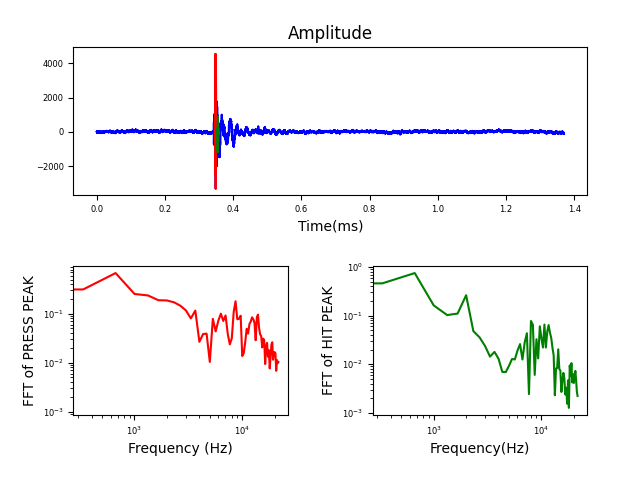 Amplitude
4000
2000
0
−2000
0.0 0.2 0.4 0.6 0.8 1.0 1.2 1.4
Time(ms)
FFT of PRESS PEAK
10⁻¹
10⁻²
10⁻³
10³ 10⁴
Frequency (Hz)
FFT of HIT PEAK
10⁰
10⁻¹
10⁻²
10⁻³
10³ 10⁴
Frequency(Hz)